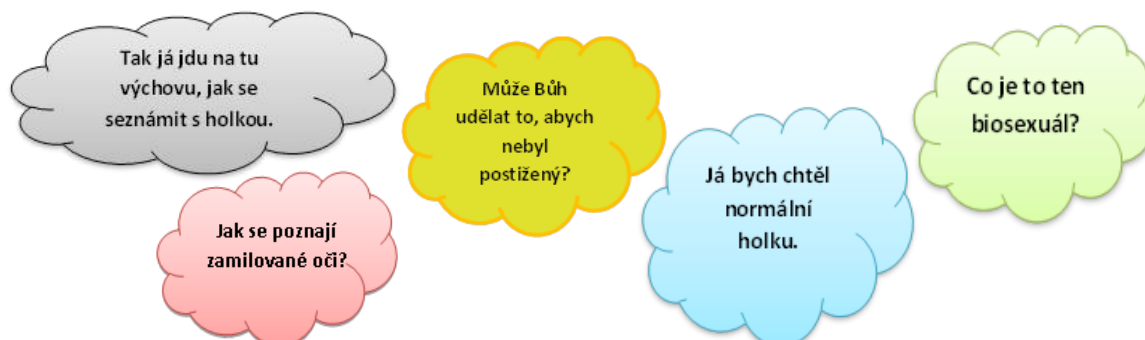 Tak já jdu na tu
výchovu, jak se
seznámit s holkou.
Jak se poznají
zamilované oči?
Může Bůh
udělat to, abych
nebyl
postižený?
Já bych chtěl
normální
holku.
Co je to ten
biosexuál?